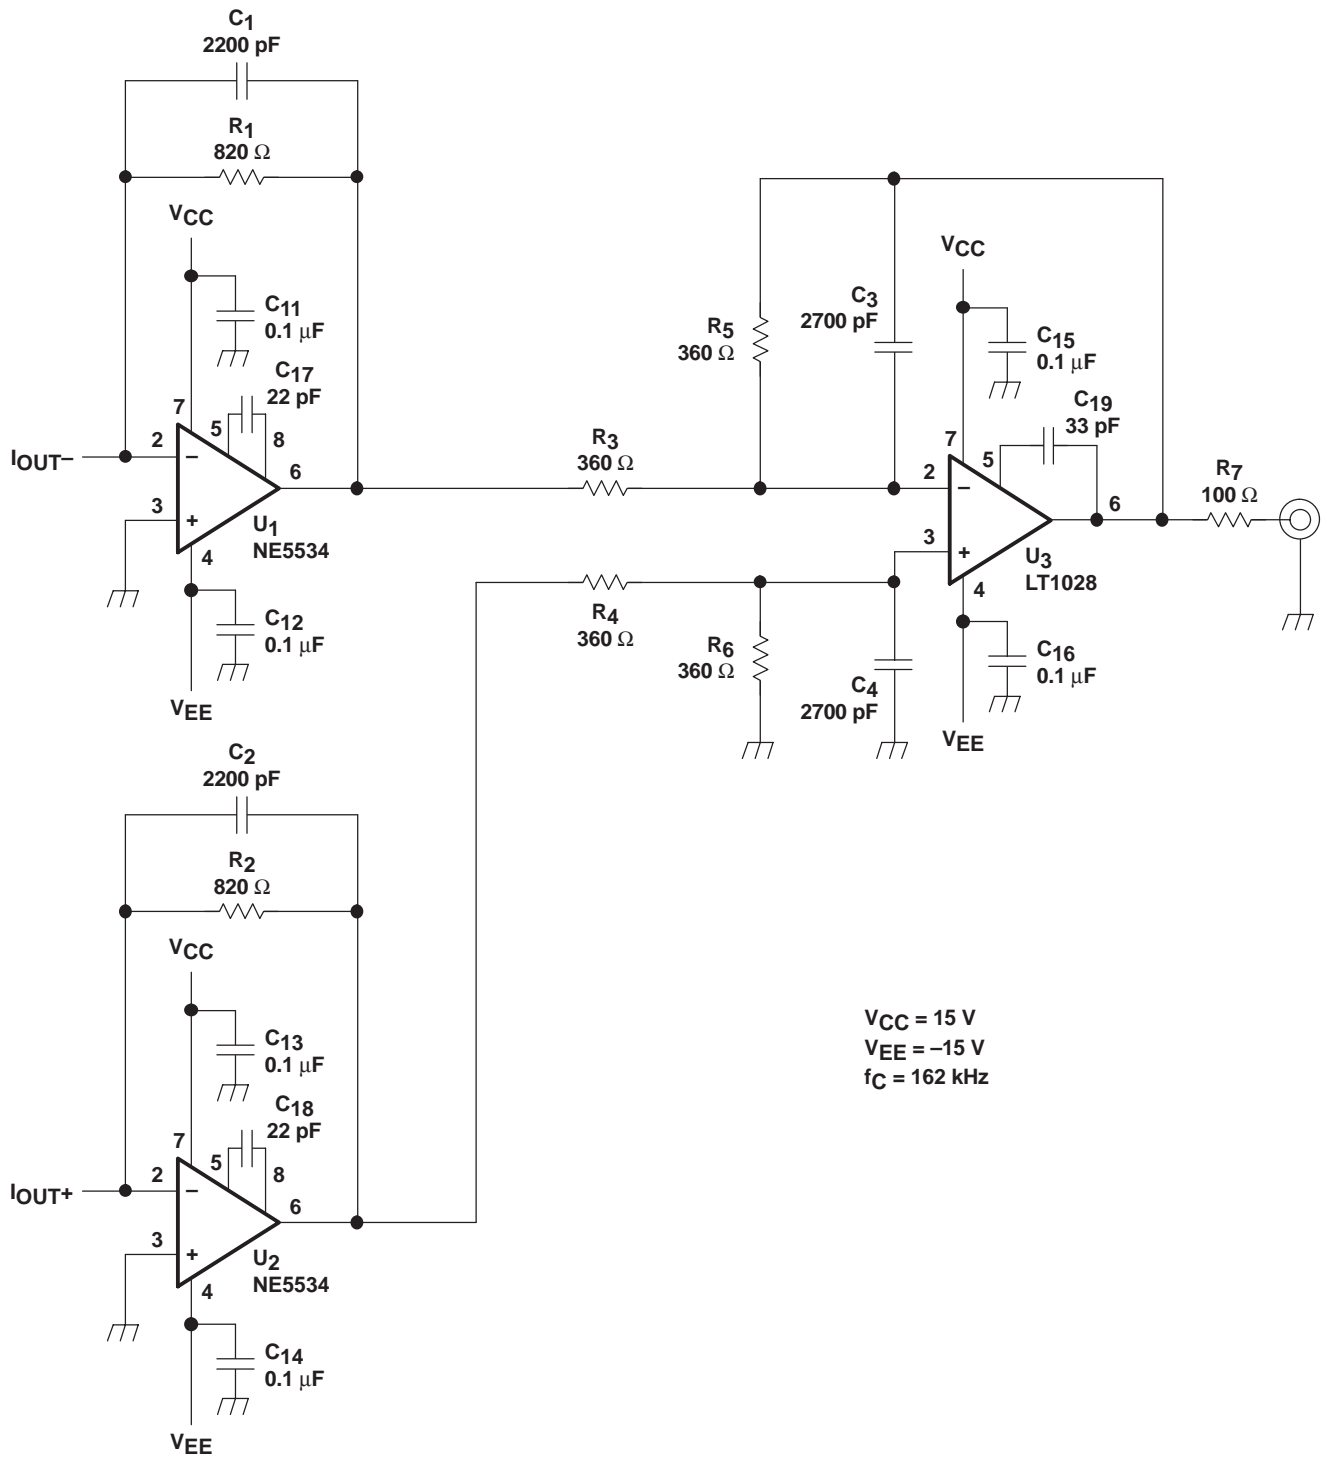 C1
2200 pF
R1
820 Ω
VCC
C11
0.1 μF
C17
22 pF
7
5
8
2
–
6
IOUT–
3
+
U1
NE5534
4
C12
0.1 μF
VEE
R3
360 Ω
R5
360 Ω
C3
2700 pF
VCC
C15
0.1 μF
C19
33 pF
7
5
2
–
6
3
+
U3
LT1028
4
R7
100 Ω
R4
360 Ω
R6
360 Ω
C4
2700 pF
C16
0.1 μF
VEE
C2
2200 pF
R2
820 Ω
VCC
C13
0.1 μF
C18
22 pF
7
5
8
2
–
6
IOUT+
3
+
U2
NE5534
4
C14
0.1 μF
VEE
VCC = 15 V
VEE = –15 V
fC = 162 kHz